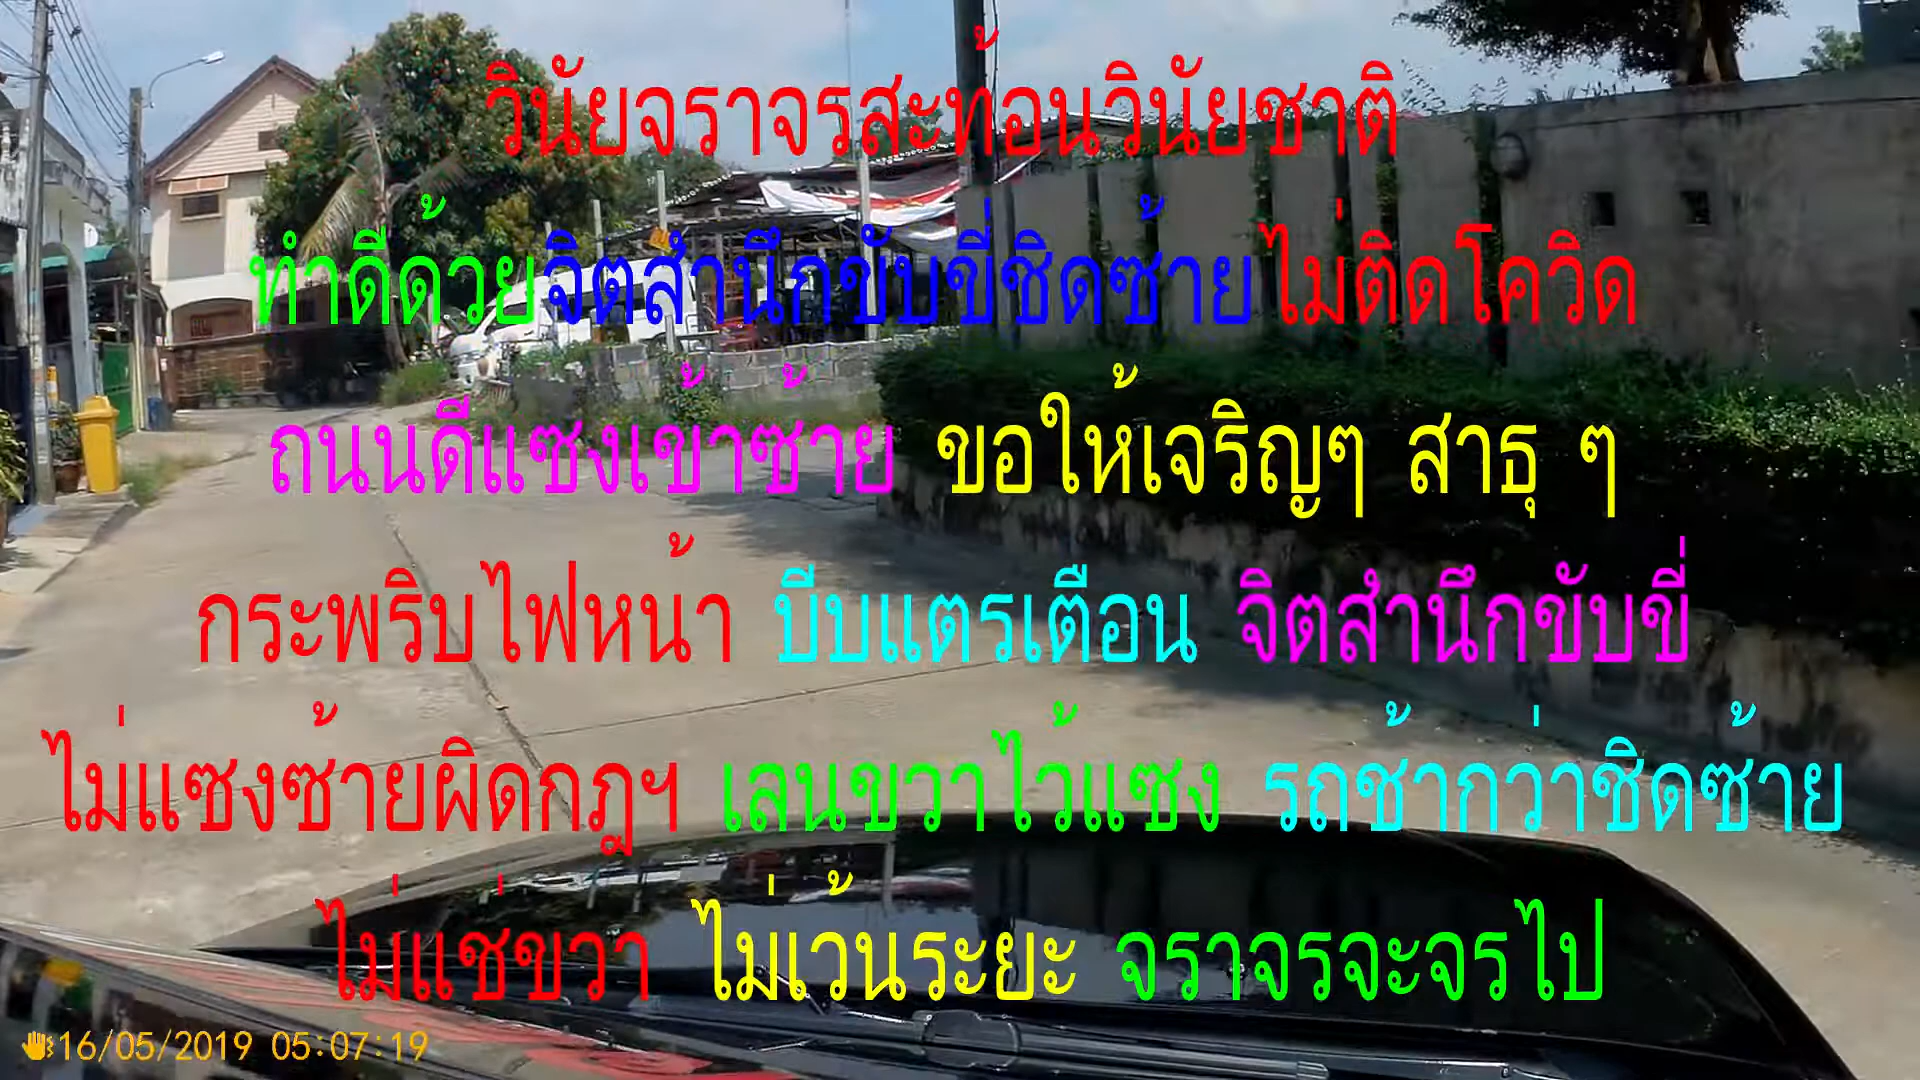 วินัยจราจรสะท้อนวินัยชาติ
ทำดีด้วยจิตสำนึกขับขี่ชิดซ้ายไม่ติดโควิด
ถนนดีแซงเข้าซ้าย ขอให้เจริญๆ สาธุ ๆ
กระพริบไฟหน้า บีบแตรเตือน จิตสำนึกขับขี่
ไม่แซงซ้ายผิดกฎฯ เลนขวาไว้แซง รถช้ากว่าชิดซ้าย
ไม่แช่ขวา ไม่เว้นระยะ จราจรจะจรไป
16/05/2019 05:07:19